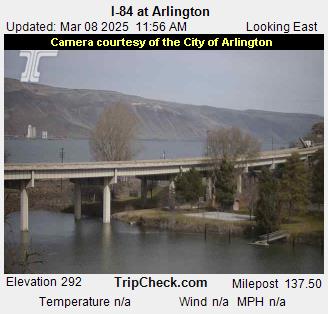 I-84 at Arlington
Updated: Mar 08 2025 11:56 AM Looking East
Camera courtesy of the City of Arlington
Elevation 292 TripCheck.com Milepost 137.50
Temperature n/a Wind n/a MPH n/a